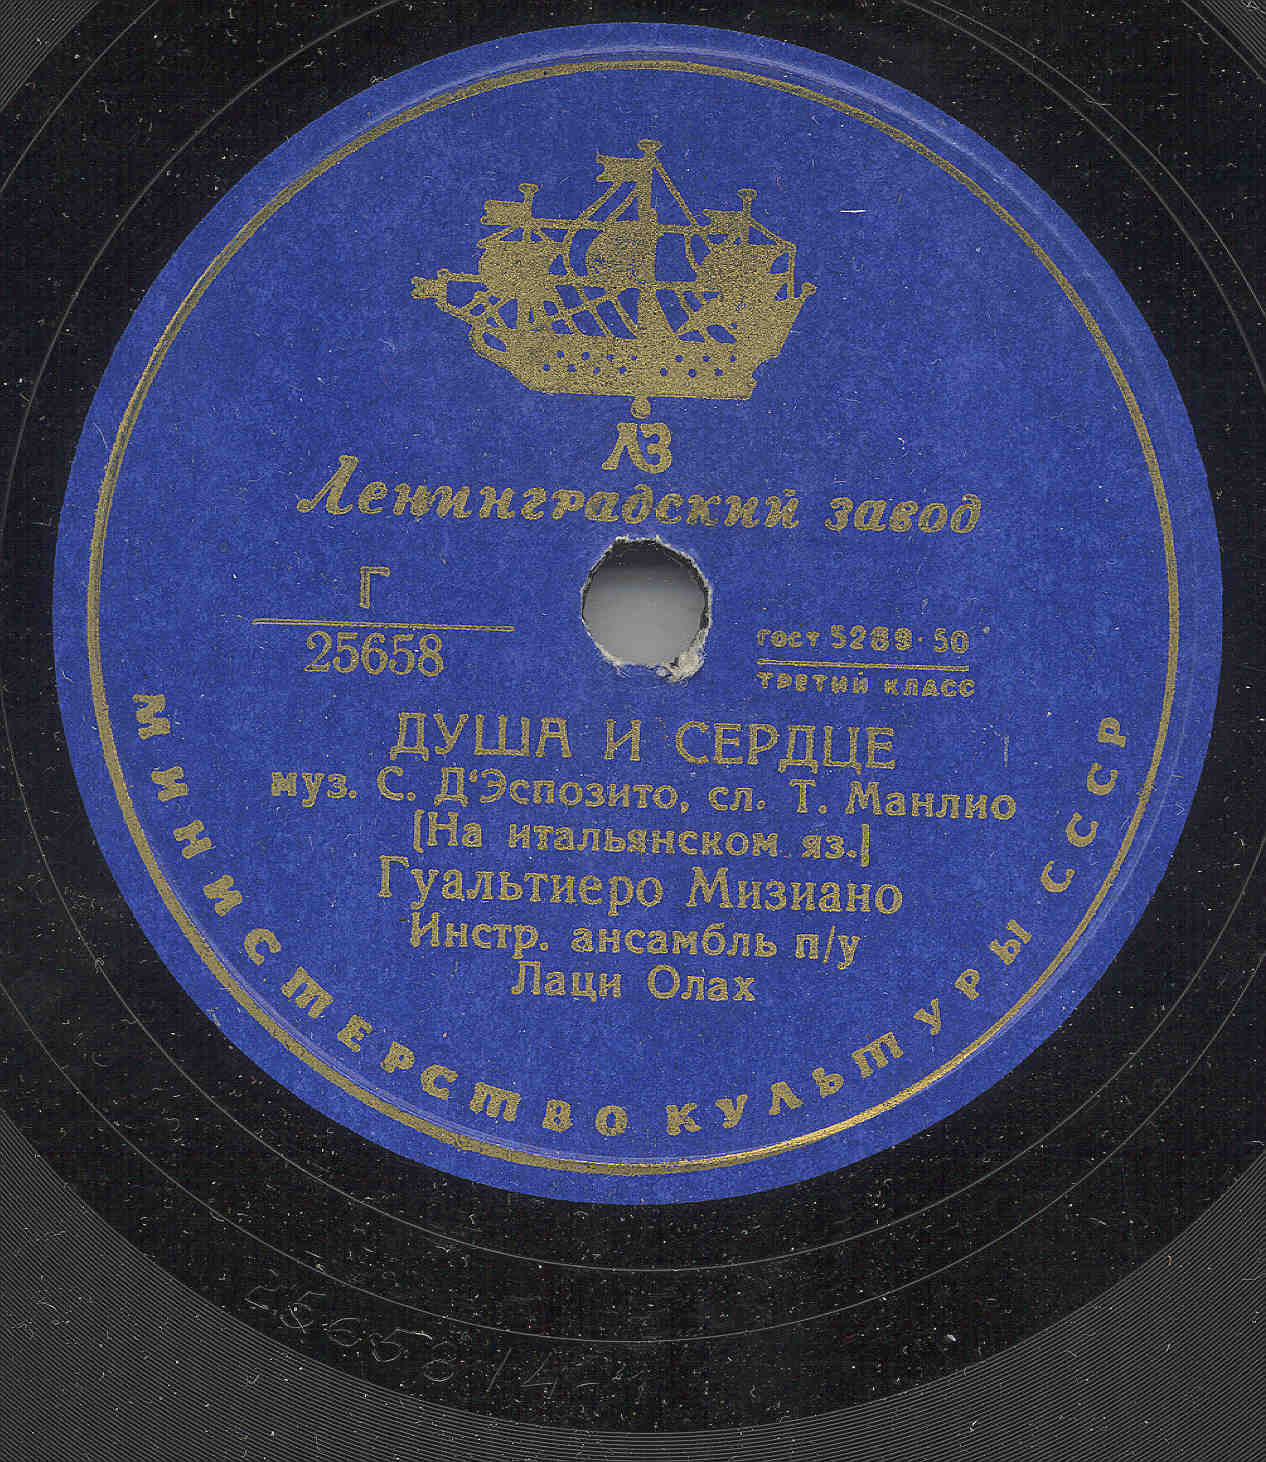 ЛЗ
Ленинградский завод
Г
25658
ГОСТ 5289·50
ТРЕТИЙ КЛАСС
ДУША И СЕРДЦЕ
муз. С. Д'Эспозито, сл. Т. Манлио
(На итальянском яз.)
Гуальтиеро Мизиано
Инстр. ансамбль п/у
Лаци Олах
МИНИСТЕРСТВО КУЛЬТУРЫ СССР